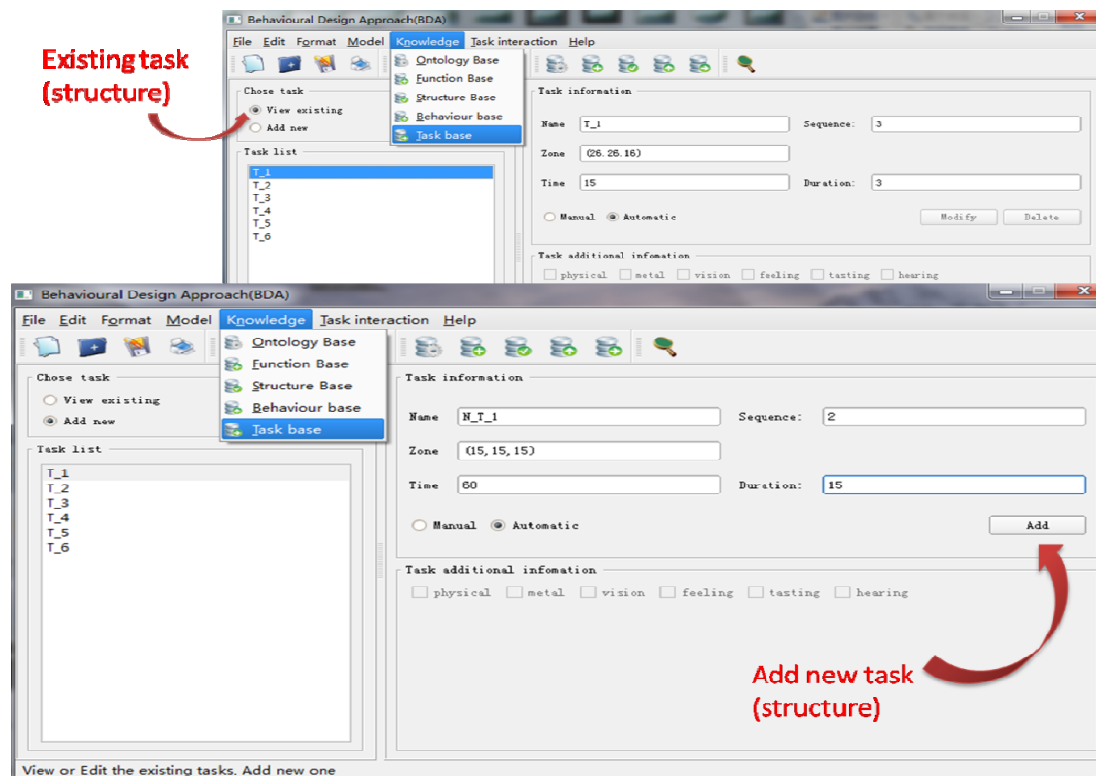 Behavioural Design Approach(BDA)
File Edit Format Model Knowledge Task interaction Help
Existing task
(structure)
Ontology Base
Function Base
Structure Base
Behaviour base
Task base
Chose task
View existing
Add new
Task list
T_1
T_2
T_3
T_4
T_5
T_6
Task information
Name T_1 Sequence: 3
Zone (26.26.16)
Time 15 Duration: 3
Manual Automatic Modify Delete
Task additional infomation
physical metal vision feeling tasting hearing
Behavioural Design Approach(BDA)
File Edit Format Model Knowledge Task interaction Help
Ontology Base
Function Base
Structure Base
Behaviour base
Task base
Chose task
View existing
Add new
Task list
T_1
T_2
T_3
T_4
T_5
T_6
Task information
Name N_T_1 Sequence: 2
Zone (15,15,15)
Time 60 Duration: 15
Manual Automatic Add
Task additional infomation
physical metal vision feeling tasting hearing
Add new task
(structure)
View or Edit the existing tasks. Add new one